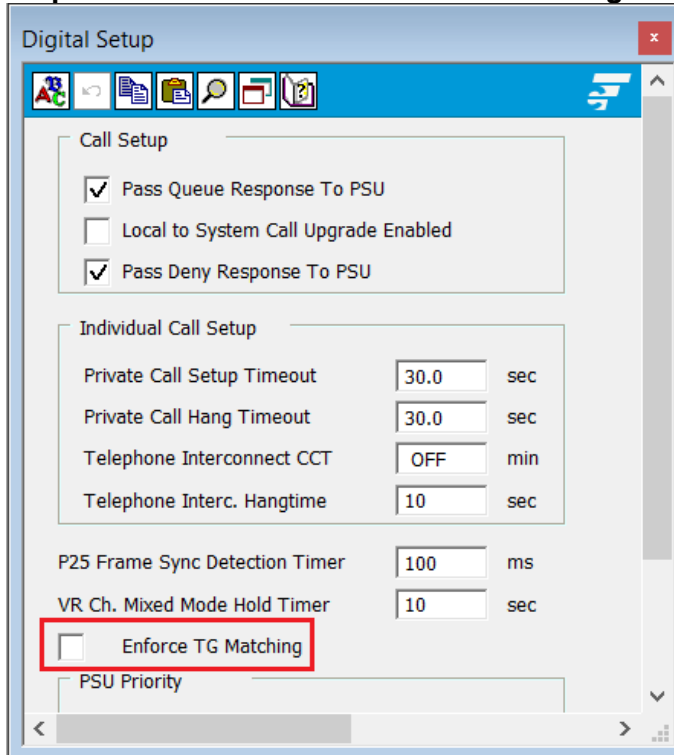 Digital Setup
x
Call Setup
Pass Queue Response To PSU
Local to System Call Upgrade Enabled
Pass Deny Response To PSU
Individual Call Setup
Private Call Setup Timeout 30.0 sec
Private Call Hang Timeout 30.0 sec
Telephone Interconnect CCT OFF min
Telephone Interc. Hangtime 10 sec
P25 Frame Sync Detection Timer 100 ms
VR Ch. Mixed Mode Hold Timer 10 sec
Enforce TG Matching
PSU Priority